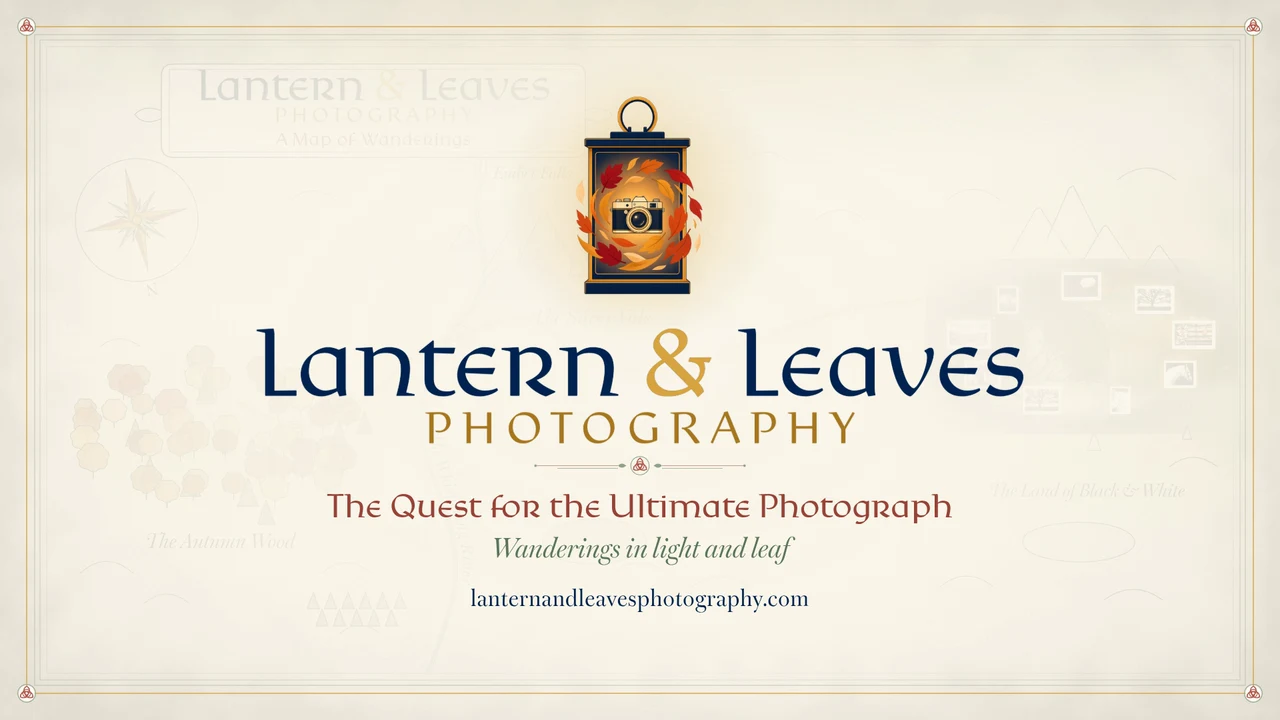 Lantern & Leaves
PHOTOGRAPHY
A Map of Wanderings
Lantern & Leaves
PHOTOGRAPHY
The Quest for the Ultimate Photograph
The Land of Black & White
The Autumn Wood
Wanderings in light and leaf
lanternandleavesphotography.com